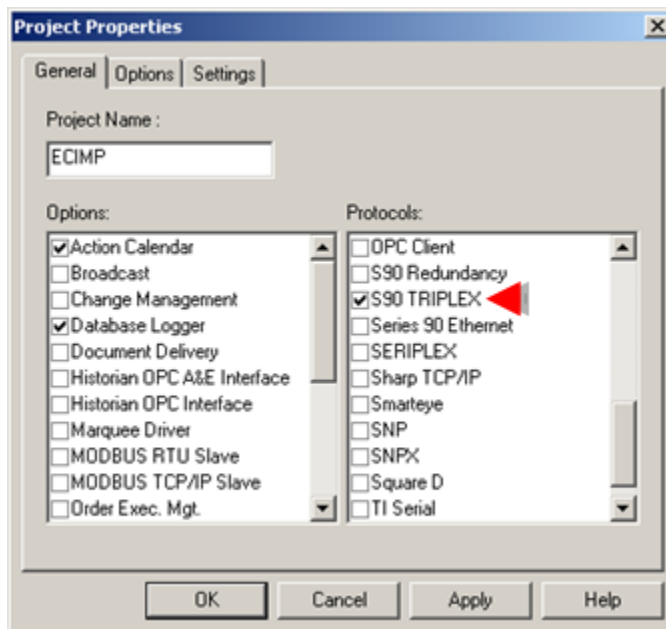 Project Properties
General Options Settings
Project Name :
ECIMP
Options:
Action Calendar
Broadcast
Change Management
Database Logger
Document Delivery
Historian OPC A&E Interface
Historian OPC Interface
Marquee Driver
MODBUS RTU Slave
MODBUS TCP/IP Slave
Order Exec. Mgt.
Protocols:
OPC Client
S90 Redundancy
S90 TRIPLEX
Series 90 Ethernet
SERIPLEX
Sharp TCP/IP
Smarteye
SNP
SNPX
Square D
TI Serial
OK Cancel Apply Help